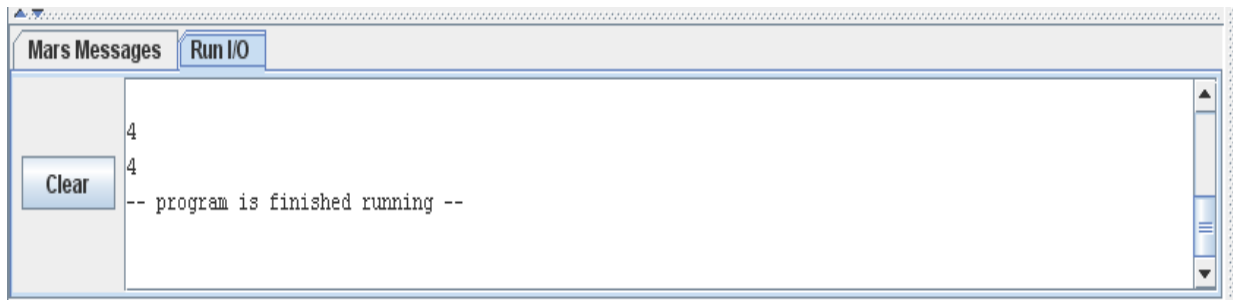 Mars Messages Run I/O
4
4
Clear
-- program is finished running --